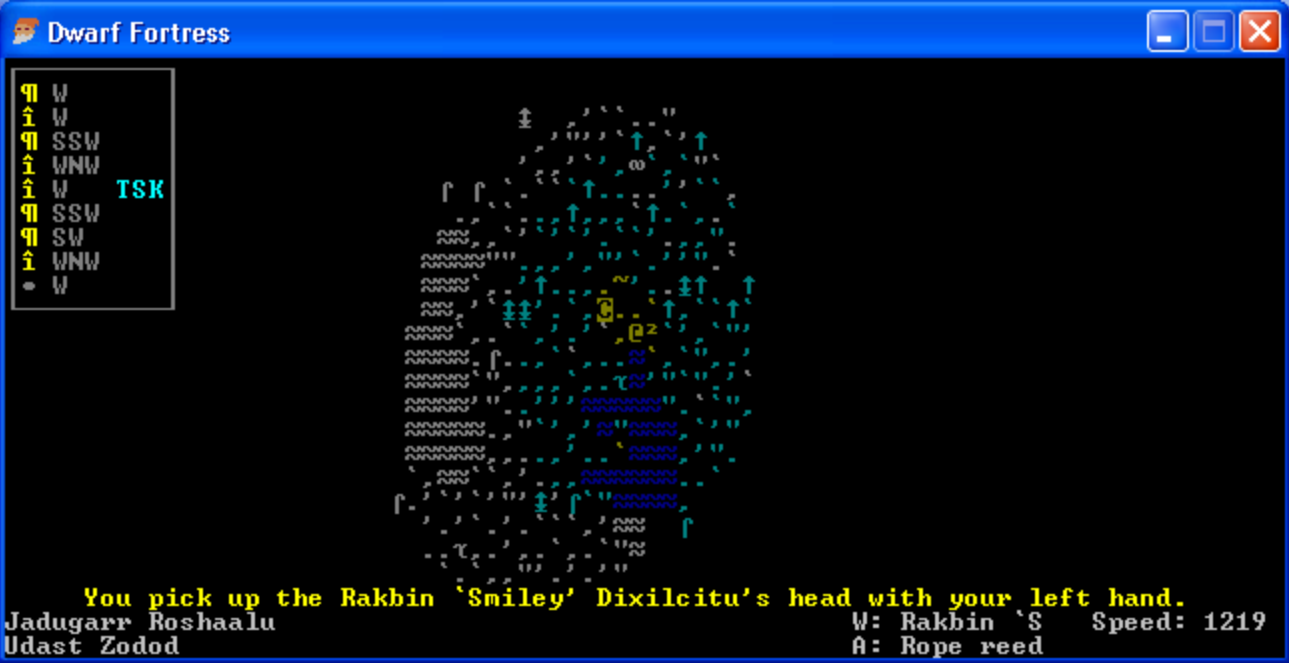 Dwarf Fortress
¶ W
î W
¶ SSW
î WNW
î W TSK
¶ SSW
¶ SW
î WNW
• W
You pick up the Rakbin `Smiley' Dixilcitu's head with your left hand.
Jadugarr Roshaalu W: Rakbin `S Speed: 1219
Udast Zodod A: Rope reed